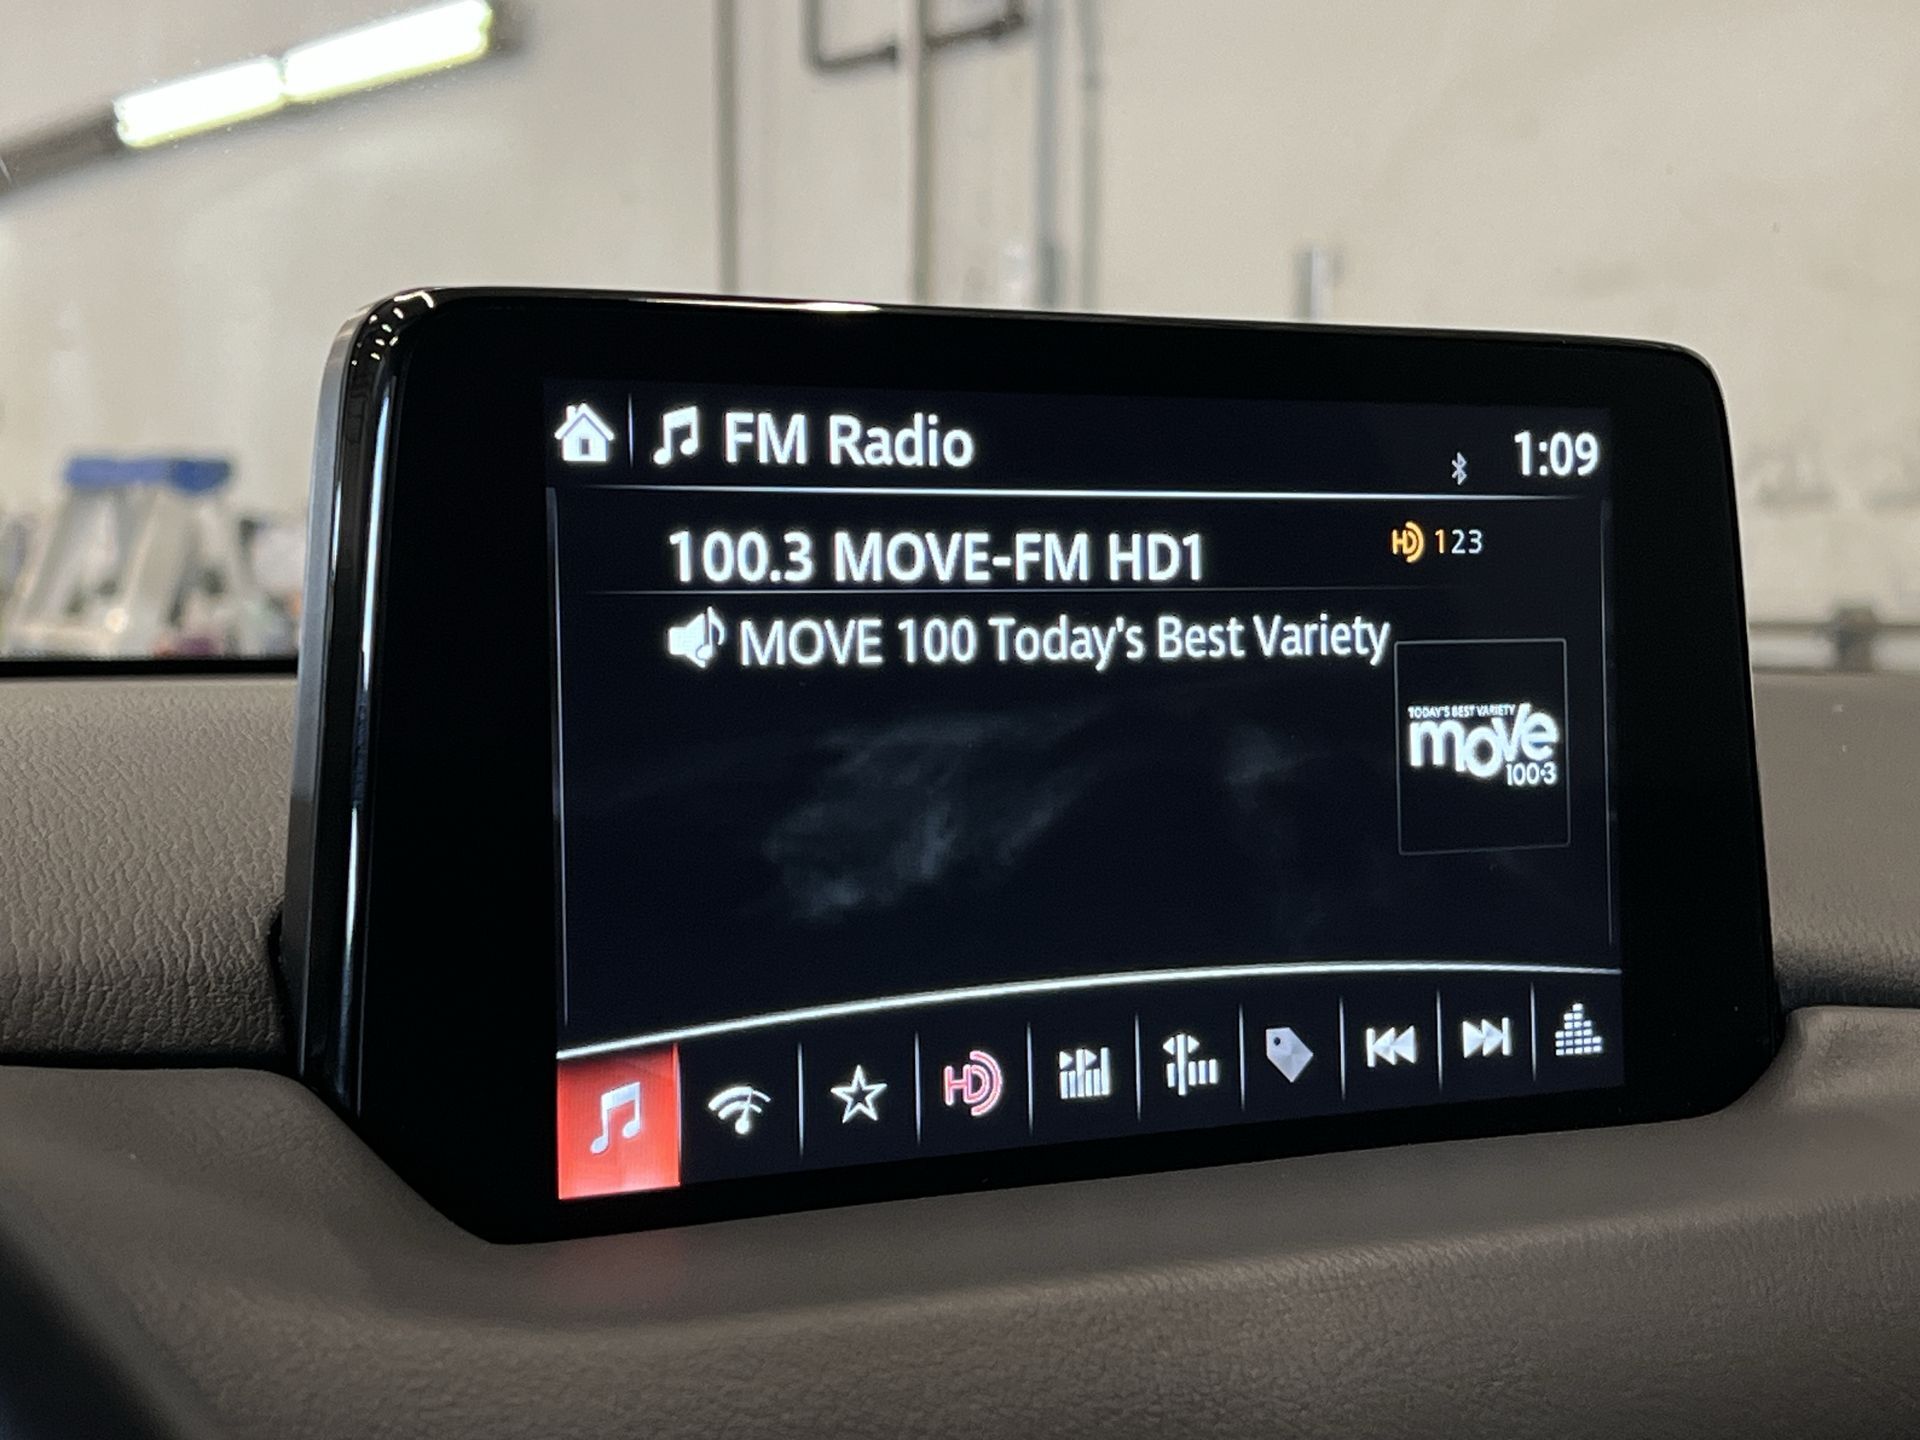 FM Radio
1:09
100.3 MOVE-FM HD1
HD 123
MOVE 100 Today's Best Variety
TODAY'S BEST VARIETY
move
100.3
HD